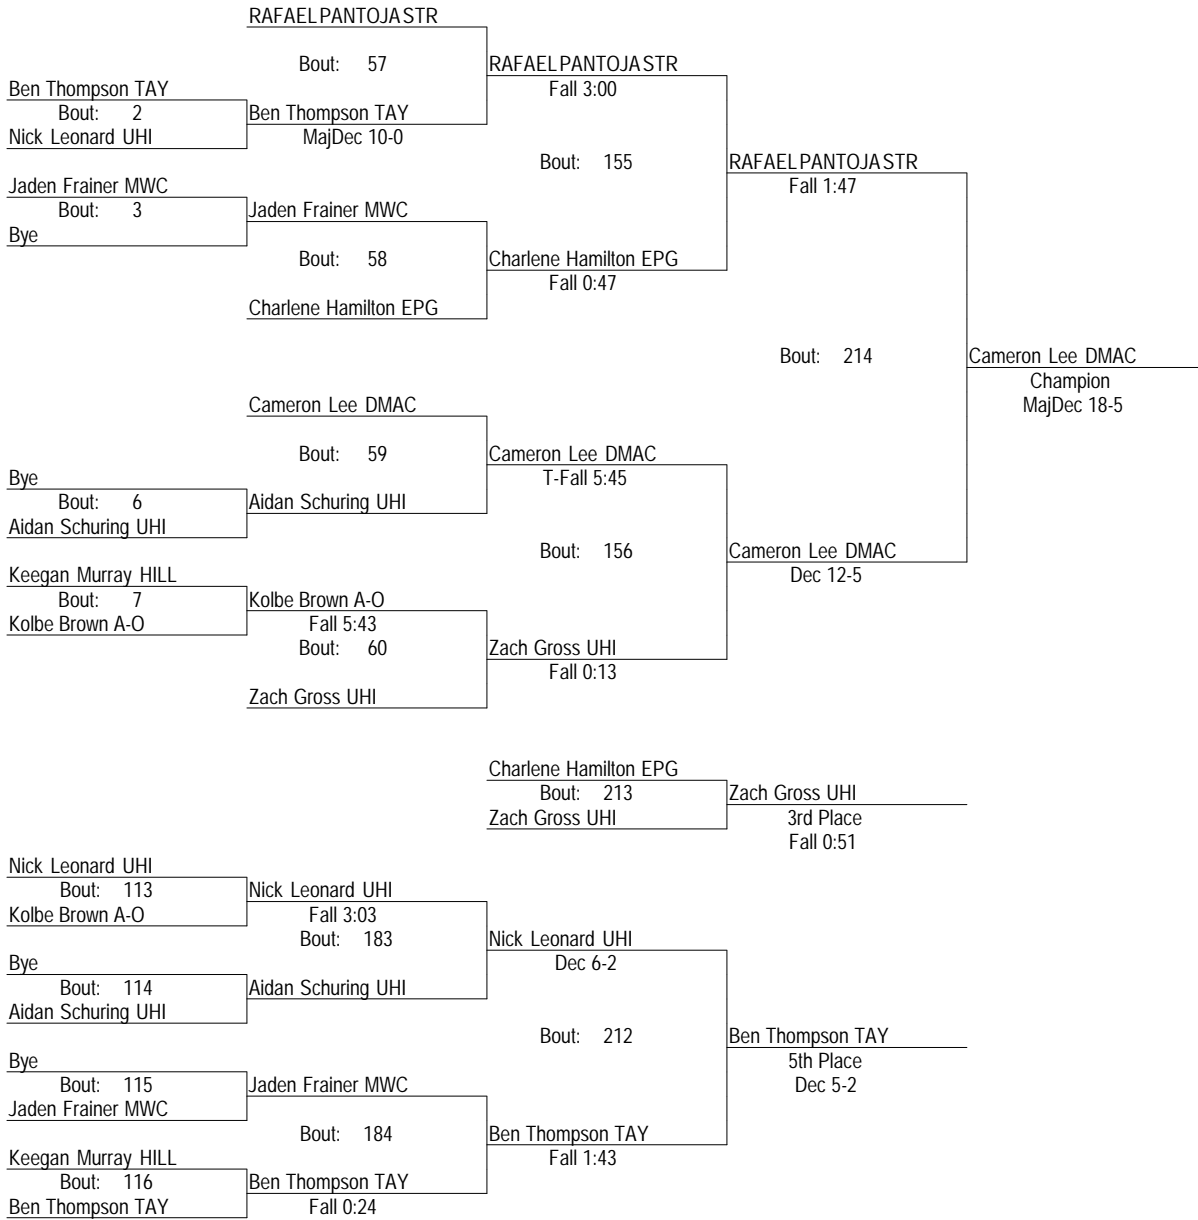 RAFAEL PANTOJA STR
Bout: 57
RAFAEL PANTOJA STR
Fall 3:00
Ben Thompson TAY
Bout: 2
Ben Thompson TAY
MajDec 10-0
Nick Leonard UHI
Bout: 155
RAFAEL PANTOJA STR
Fall 1:47
Jaden Frainer MWC
Bout: 3
Jaden Frainer MWC
Bye
Bout: 58
Charlene Hamilton EPG
Fall 0:47
Charlene Hamilton EPG
Bout: 214
Cameron Lee DMAC
Champion
MajDec 18-5
Cameron Lee DMAC
Bout: 59
Cameron Lee DMAC
T-Fall 5:45
Bye
Bout: 6
Aidan Schuring UHI
Aidan Schuring UHI
Bout: 156
Cameron Lee DMAC
Dec 12-5
Keegan Murray HILL
Bout: 7
Kolbe Brown A-O
Fall 5:43
Kolbe Brown A-O
Bout: 60
Zach Gross UHI
Fall 0:13
Zach Gross UHI
Charlene Hamilton EPG
Bout: 213
Zach Gross UHI
3rd Place
Fall 0:51
Zach Gross UHI
Nick Leonard UHI
Bout: 113
Nick Leonard UHI
Fall 3:03
Kolbe Brown A-O
Bout: 183
Nick Leonard UHI
Dec 6-2
Bye
Bout: 114
Aidan Schuring UHI
Aidan Schuring UHI
Bout: 212
Ben Thompson TAY
5th Place
Dec 5-2
Bye
Bout: 115
Jaden Frainer MWC
Jaden Frainer MWC
Bout: 184
Ben Thompson TAY
Fall 1:43
Keegan Murray HILL
Bout: 116
Ben Thompson TAY
Fall 0:24
Ben Thompson TAY